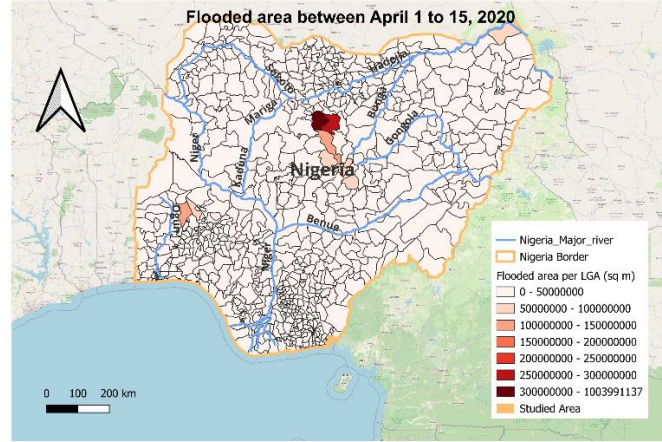 Flooded area between April 1 to 15, 2020
Sokoto
Hadejia
Mariga
Bunga
Gongola
Niger
Kaduna
Nigeria
Ogun
Benue
Niger
Nigeria_Major_river
Nigeria Border
Flooded area per LGA (sq m)
0 - 50000000
50000000 - 100000000
100000000 - 150000000
150000000 - 200000000
200000000 - 250000000
250000000 - 300000000
300000000 - 1003991137
Studied Area
0 100 200 km